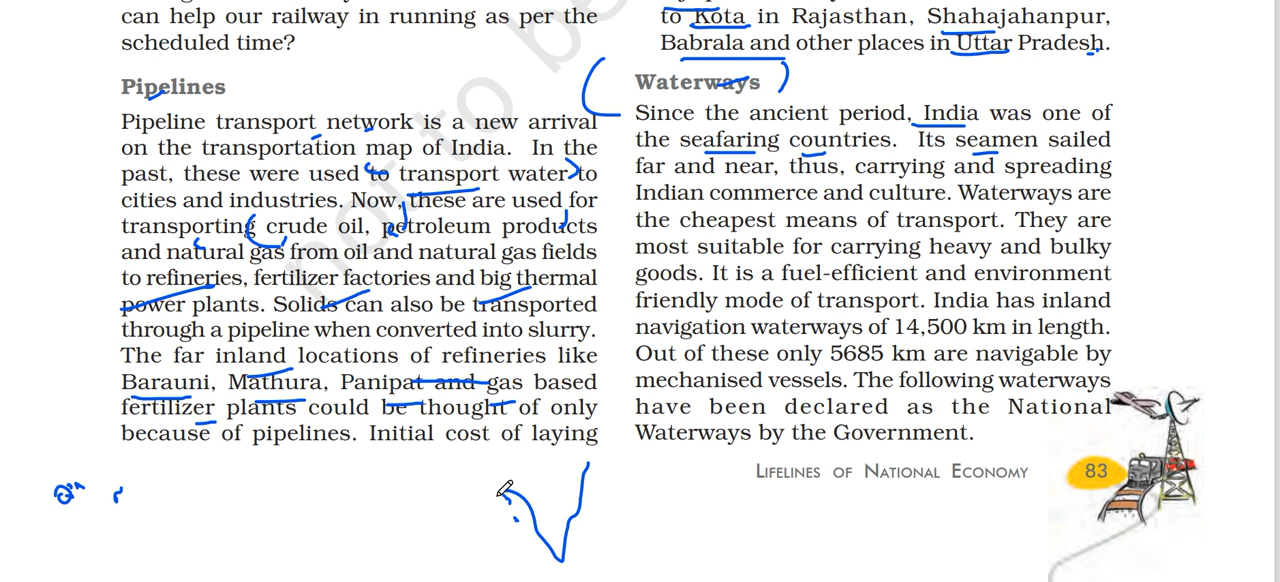 can help our railway in running as per the
scheduled time?
Pipelines
Pipeline transport network is a new arrival
on the transportation map of India. In the
past, these were used to transport water to
cities and industries. Now, these are used for
transporting crude oil, petroleum products
and natural gas from oil and natural gas fields
to refineries, fertilizer factories and big thermal
power plants. Solids can also be transported
through a pipeline when converted into slurry.
The far inland locations of refineries like
Barauni, Mathura, Panipat and gas based
fertilizer plants could be thought of only
because of pipelines. Initial cost of laying
to Kota in Rajasthan, Shahajahanpur,
Babrala and other places in Uttar Pradesh.
Waterways
Since the ancient period, India was one of
the seafaring countries. Its seamen sailed
far and near, thus, carrying and spreading
Indian commerce and culture. Waterways are
the cheapest means of transport. They are
most suitable for carrying heavy and bulky
goods. It is a fuel-efficient and environment
friendly mode of transport. India has inland
navigation waterways of 14,500 km in length.
Out of these only 5685 km are navigable by
mechanised vessels. The following waterways
have been declared as the National
Waterways by the Government.
LIFELINES OF NATIONAL ECONOMY 83
not to be